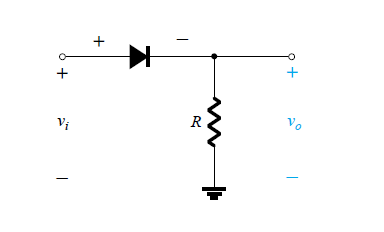 + −
+ +
vᵢ R vₒ
− −